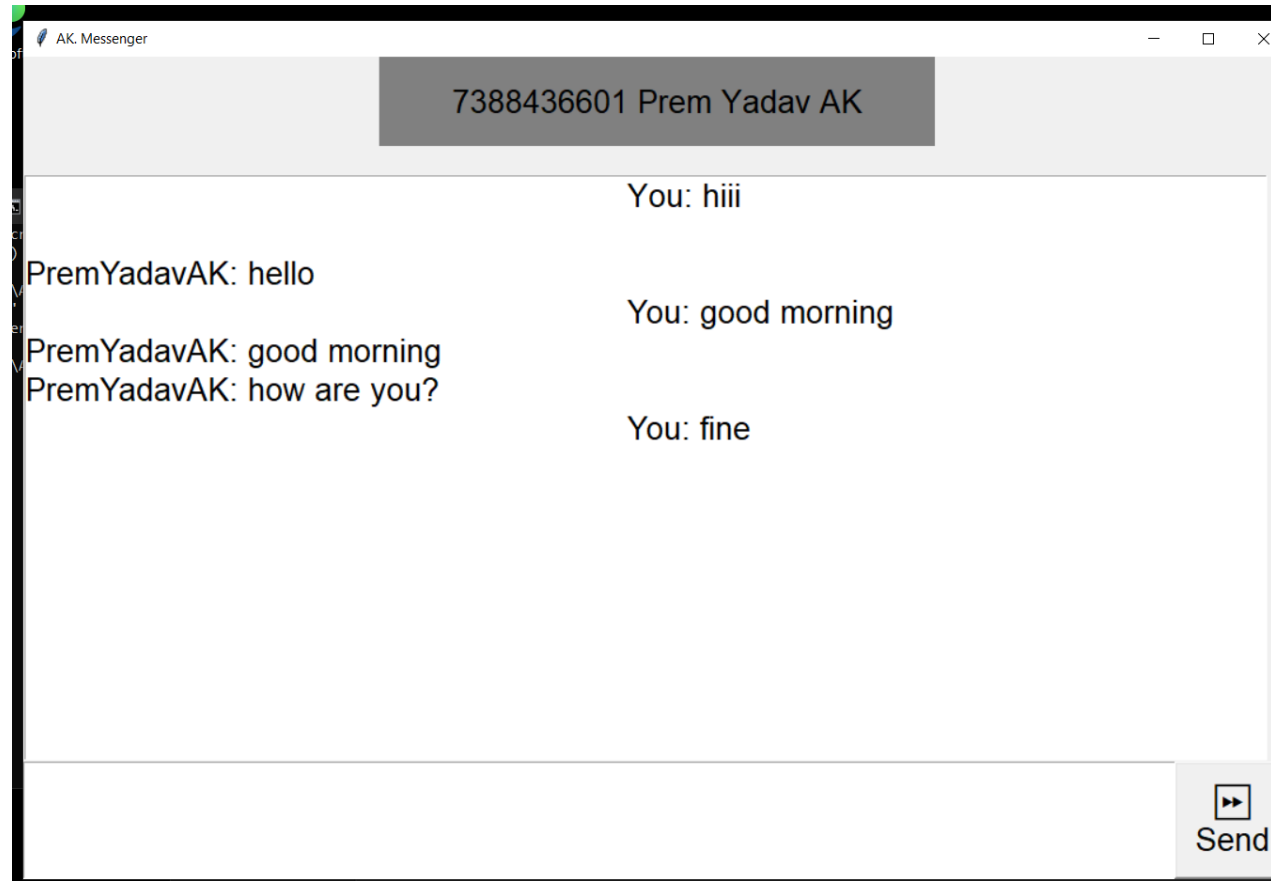 AK. Messenger
7388436601 Prem Yadav AK
You: hiii
PremYadavAK: hello
You: good morning
PremYadavAK: good morning
PremYadavAK: how are you?
You: fine
Send